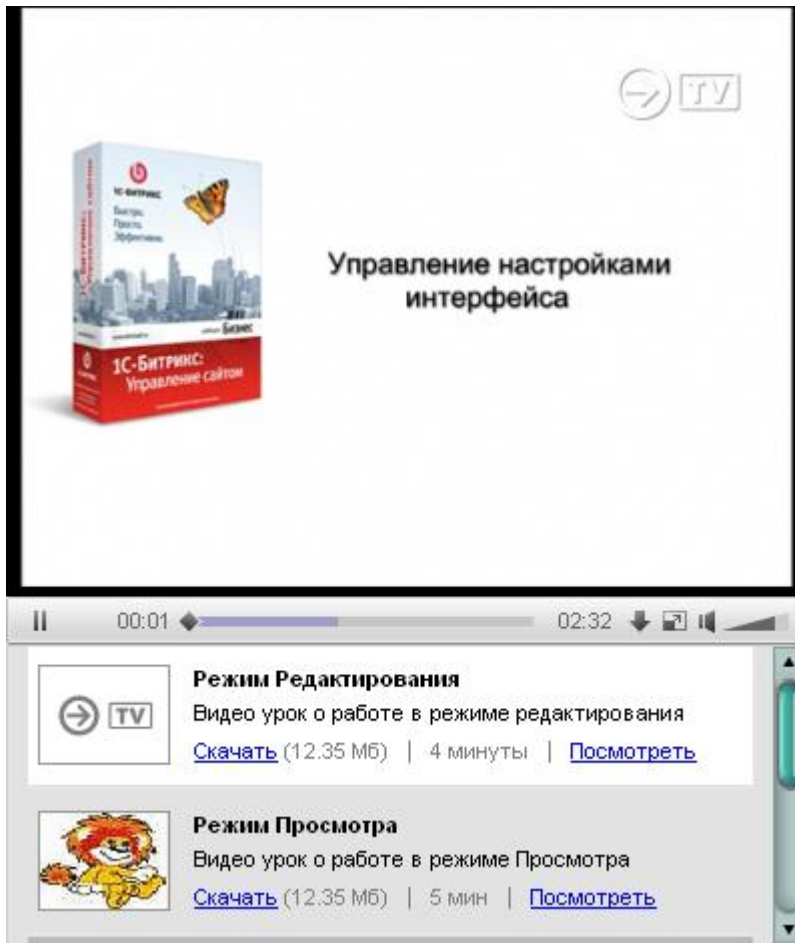 TV
1С-БИТРИКС
Быстро.
Просто.
Эффективно.
Управление настройками
интерфейса
Бизнес
1С-БИТРИКС:
Управление сайтом
00:01
02:32
TV
Режим Редактирования
Видео урок о работе в режиме редактирования
Скачать (12.35 Мб) | 4 минуты | Посмотреть
Режим Просмотра
Видео урок о работе в режиме Просмотра
Скачать (12.35 Мб) | 5 мин | Посмотреть